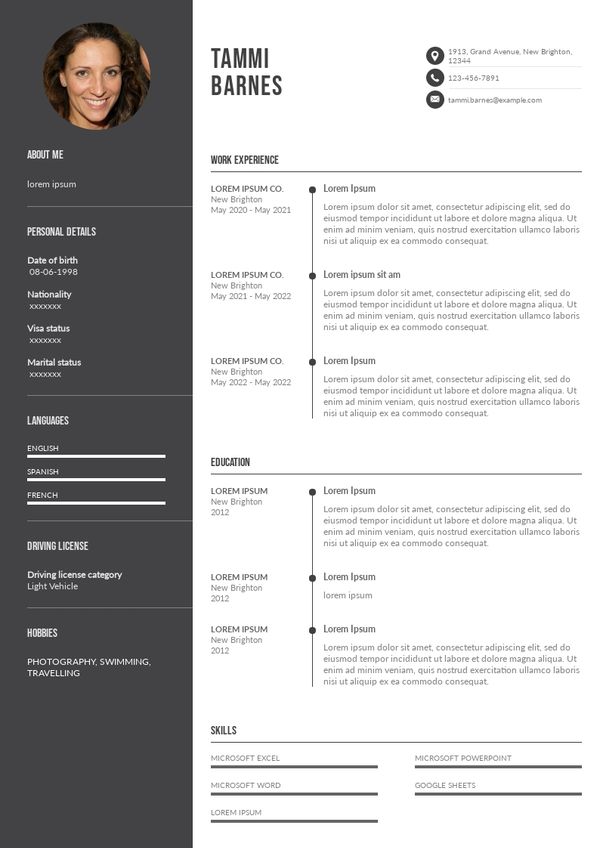 TAMMI
BARNES
1913, Grand Avenue, New Brighton,
12344
123-456-7891
tammi.barnes@example.com
ABOUT ME
lorem ipsum
PERSONAL DETAILS
Date of birth
08-06-1998
Nationality
xxxxxxx
Visa status
xxxxxxx
Marital status
xxxxxxx
LANGUAGES
ENGLISH
SPANISH
FRENCH
DRIVING LICENSE
Driving license category
Light Vehicle
HOBBIES
PHOTOGRAPHY, SWIMMING,
TRAVELLING
WORK EXPERIENCE
LOREM IPSUM CO.
New Brighton
May 2020 - May 2021
Lorem Ipsum
Lorem ipsum dolor sit amet, consectetur adipiscing elit, sed do
eiusmod tempor incididunt ut labore et dolore magna aliqua. Ut
enim ad minim veniam, quis nostrud exercitation ullamco laboris
nisi ut aliquip ex ea commodo consequat.
LOREM IPSUM CO.
New Brighton
May 2021 - May 2022
Lorem ipsum sit am
Lorem ipsum dolor sit amet, consectetur adipiscing elit, sed do
eiusmod tempor incididunt ut labore et dolore magna aliqua. Ut
enim ad minim veniam, quis nostrud exercitation ullamco laboris
nisi ut aliquip ex ea commodo consequat.
LOREM IPSUM CO.
New Brighton
May 2022 - May 2022
Lorem Ipsum
Lorem ipsum dolor sit amet, consectetur adipiscing elit, sed do
eiusmod tempor incididunt ut labore et dolore magna aliqua. Ut
enim ad minim veniam, quis nostrud exercitation ullamco laboris
nisi ut aliquip ex ea commodo consequat.
EDUCATION
LOREM IPSUM
New Brighton
2012
Lorem Ipsum
Lorem ipsum dolor sit amet, consectetur adipiscing elit, sed do
eiusmod tempor incididunt ut labore et dolore magna aliqua. Ut
enim ad minim veniam, quis nostrud exercitation ullamco laboris
nisi ut aliquip ex ea commodo consequat.
LOREM IPSUM
New Brighton
2012
Lorem Ipsum
lorem ipsum
LOREM IPSUM
New Brighton
2012
Lorem Ipsum
Lorem ipsum dolor sit amet, consectetur adipiscing elit, sed do
eiusmod tempor incididunt ut labore et dolore magna aliqua. Ut
enim ad minim veniam, quis nostrud exercitation ullamco laboris
nisi ut aliquip ex ea commodo consequat.
SKILLS
MICROSOFT EXCEL
MICROSOFT POWERPOINT
MICROSOFT WORD
GOOGLE SHEETS
LOREM IPSUM